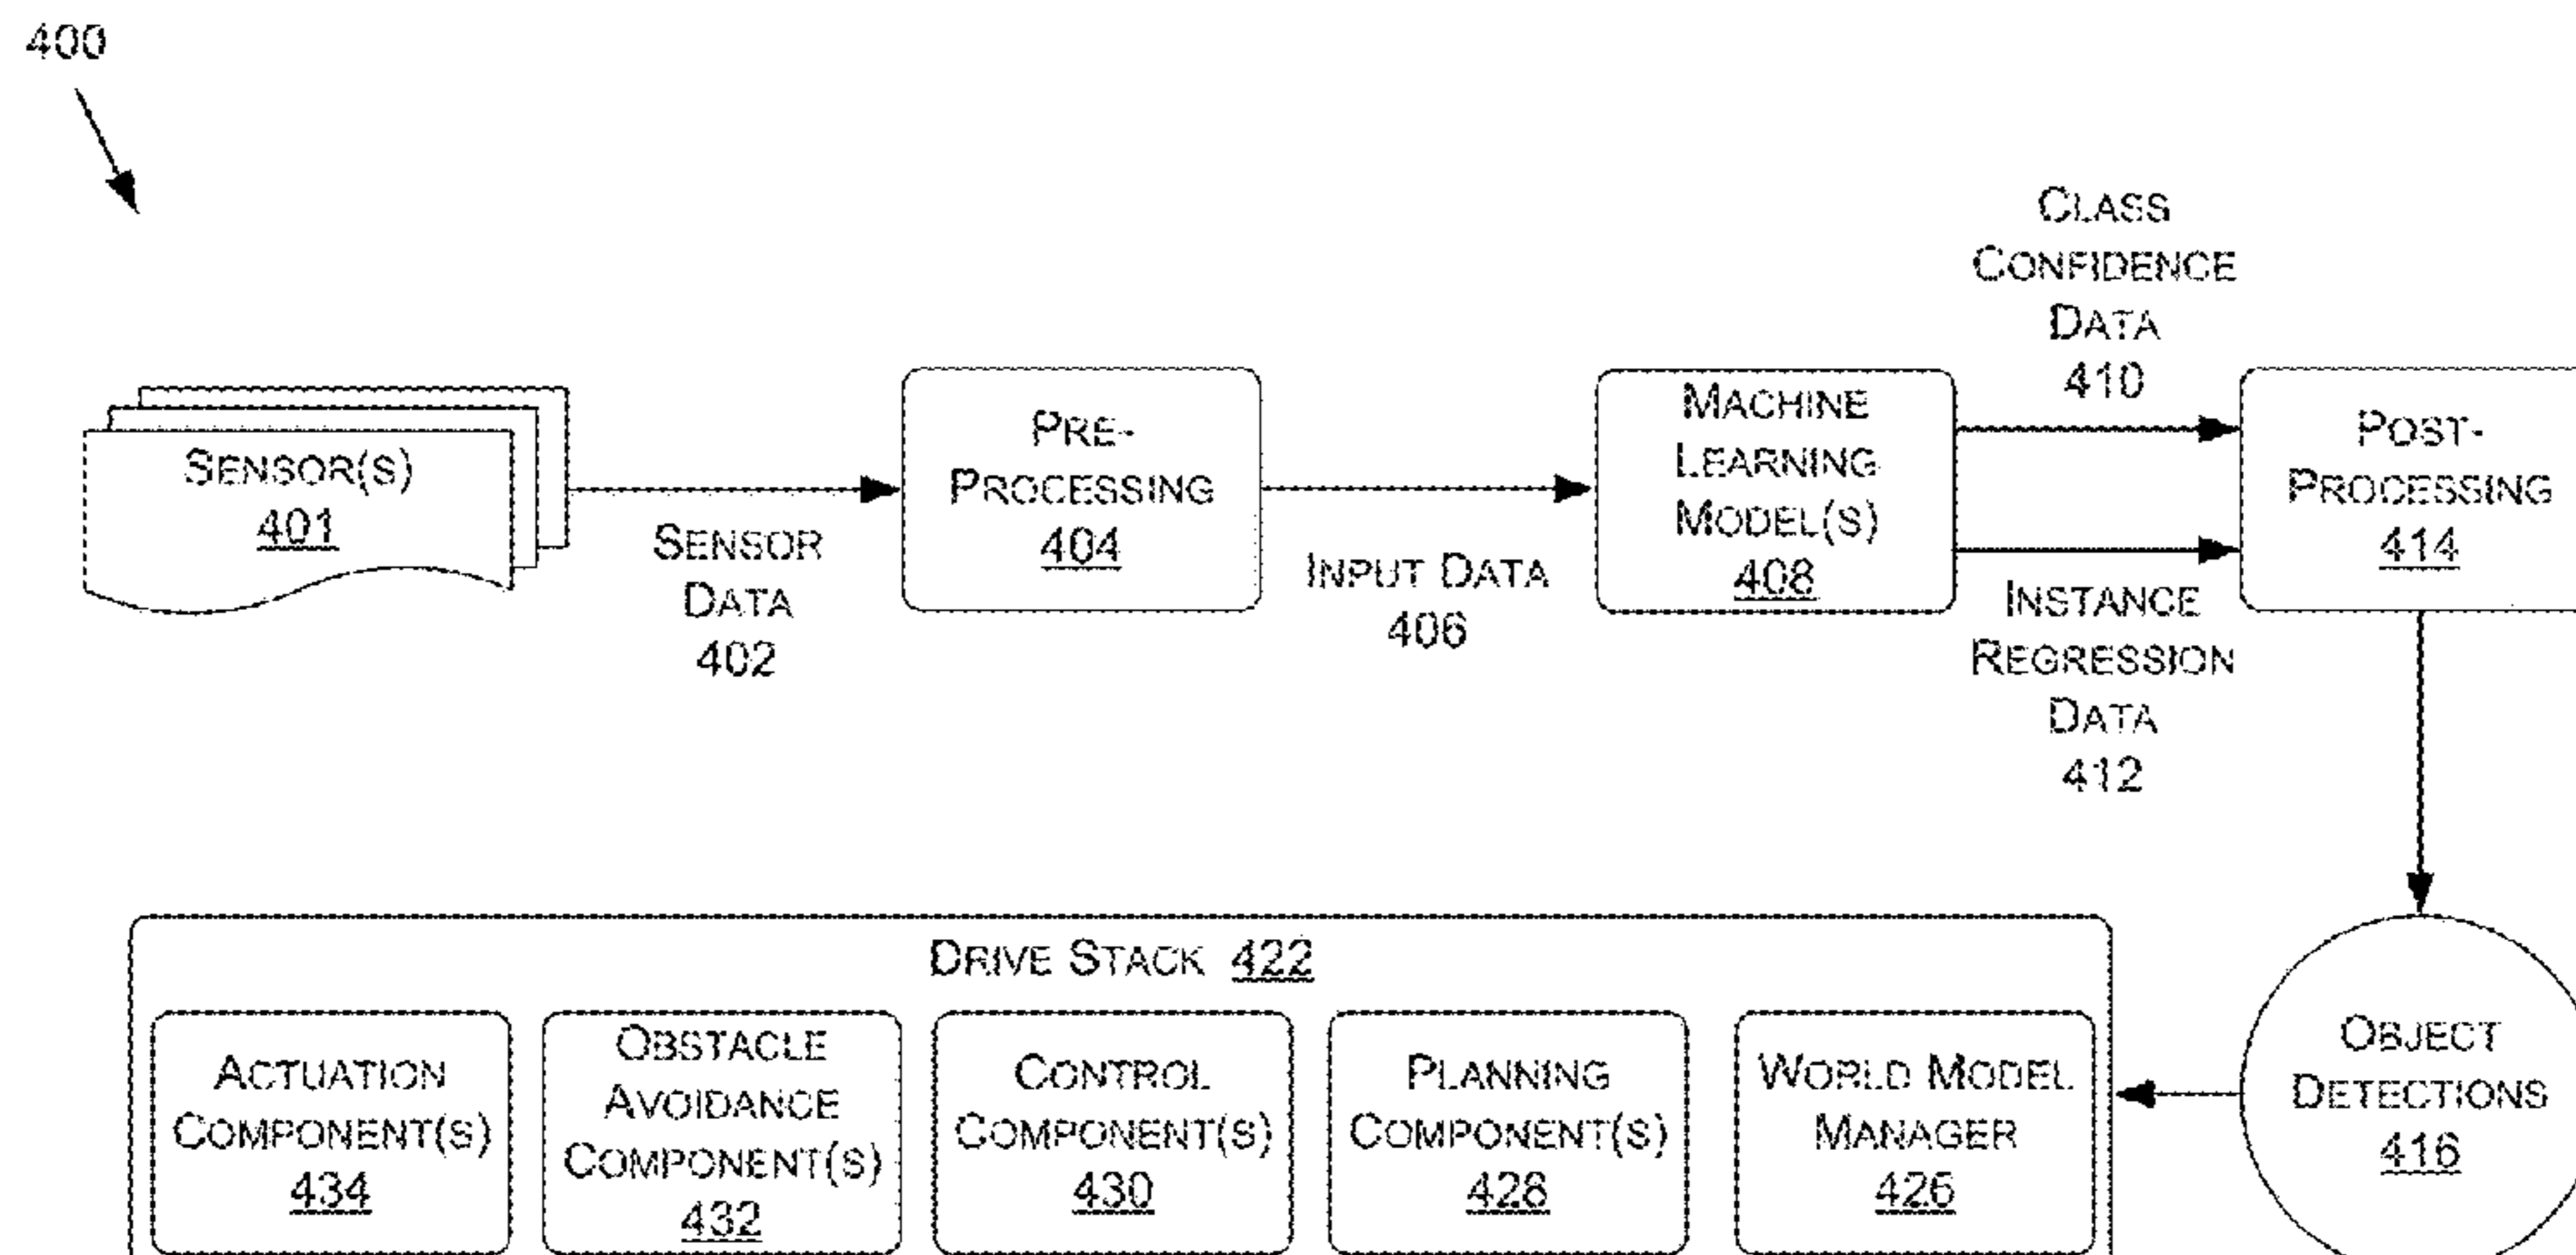 400
CLASS
CONFIDENCE
DATA
410
SENSOR(S)
401
SENSOR
DATA
402
PRE-
PROCESSING
404
INPUT DATA
406
MACHINE
LEARNING
MODEL(S)
408
INSTANCE
REGRESSION
DATA
412
POST-
PROCESSING
414
DRIVE STACK 422
ACTUATION
COMPONENT(S)
434
OBSTACLE
AVOIDANCE
COMPONENT(S)
432
CONTROL
COMPONENT(S)
430
PLANNING
COMPONENT(S)
428
WORLD MODEL
MANAGER
426
OBJECT
DETECTIONS
416